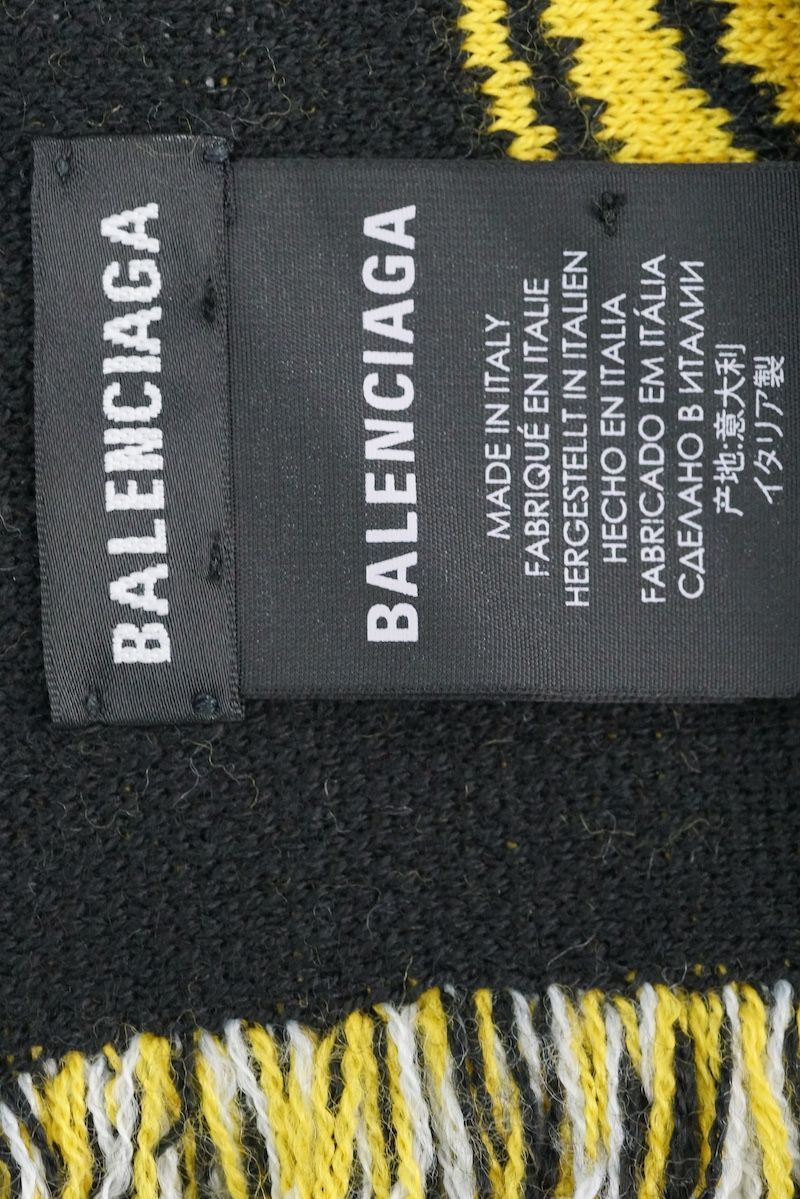 BALENCIAGA
BALENCIAGA
MADE IN ITALY
FABRIQUÉ EN ITALIE
HERGESTELLT IN ITALIEN
HECHO EN ITALIA
FABRICADO EM ITÁLIA
СДЕЛАНО В ИТАЛИИ
产地:意大利
イタリア製